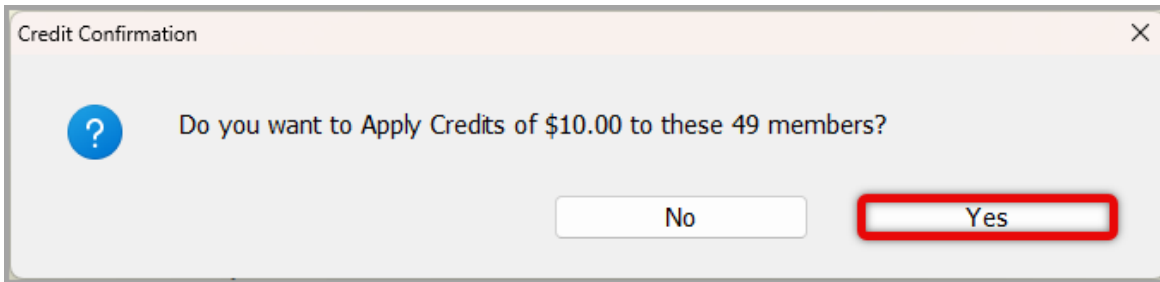 Credit Confirmation
?
Do you want to Apply Credits of $10.00 to these 49 members?
No Yes